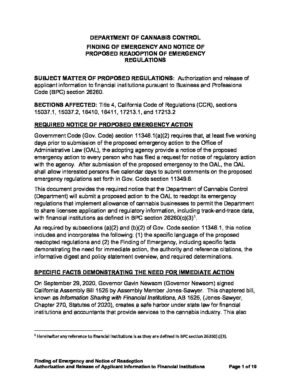 DEPARTMENT OF CANNABIS CONTROL
FINDING OF EMERGENCY AND NOTICE OF
PROPOSED READOPTION OF EMERGENCY
REGULATIONS
SUBJECT MATTER OF PROPOSED REGULATIONS: Authorization and release of
applicant information to financial institutions pursuant to Business and Professions
Code (BPC) section 26260.
SECTIONS AFFECTED: Title 4, California Code of Regulations (CCR), sections
15037.1, 15037.2, 16410, 16411, 17213.1, and 17213.2
REQUIRED NOTICE OF PROPOSED EMERGENCY ACTION
Government Code (Gov. Code) section 11346.1(a)(2) requires that, at least five working
days prior to submission of the proposed emergency action to the Office of
Administrative Law (OAL), the adopting agency provide a notice of the proposed
emergency action to every person who has filed a request for notice of regulatory action
with the agency. After submission of the proposed emergency to the OAL, the OAL
shall allow interested persons five calendar days to submit comments on the proposed
emergency regulations set forth in Gov. Code section 11349.6.
This document provides the required notice that the Department of Cannabis Control
(Department) will submit a proposed action to the OAL to readopt its emergency
regulations that implement allowance of cannabis businesses to permit the Department
to share licensee application and regulatory information, including track-and-trace data,
with financial institutions as defined in BPC section 26260(c)(3)¹.
As required by subsections (a)(2) and (b)(2) of Gov. Code section 11346.1, this notice
includes and incorporates the following: (1) the specific language of the proposed
readopted regulations and (2) the Finding of Emergency, including specific facts
demonstrating the need for immediate action, the authority and reference citations, the
informative digest and policy statement overview, and required determinations.
SPECIFIC FACTS DEMONSTRATING THE NEED FOR IMMEDIATE ACTION
On September 29, 2020, Governor Gavin Newsom (Governor Newsom) signed
California Assembly Bill 1525 by Assembly Member Jones-Sawyer. This chaptered bill,
known as Information Sharing with Financial Institutions, AB 1525, (Jones-Sawyer,
Chapter 270, Statutes of 2020), creates a safe harbor under state law for financial
institutions and accountants that provide services to the cannabis industry. This also
¹ Hereinafter any reference to financial institutions is as they are defined in BPC section 26260(c)(3).
Finding of Emergency and Notice of Readoption
Authorization and Release of Applicant Information to Financial Institutions Page 1 of 19